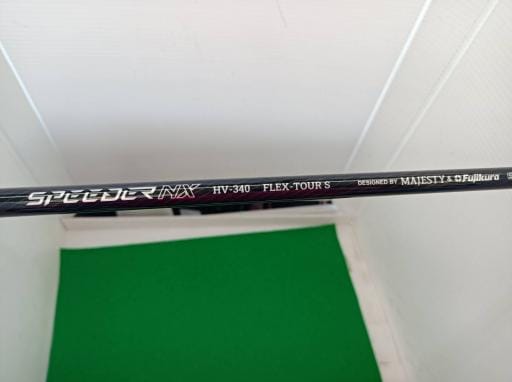 SPEEDER NX HV-340 FLEX-TOUR S DESIGNED BY MAJESTY & Fujikura